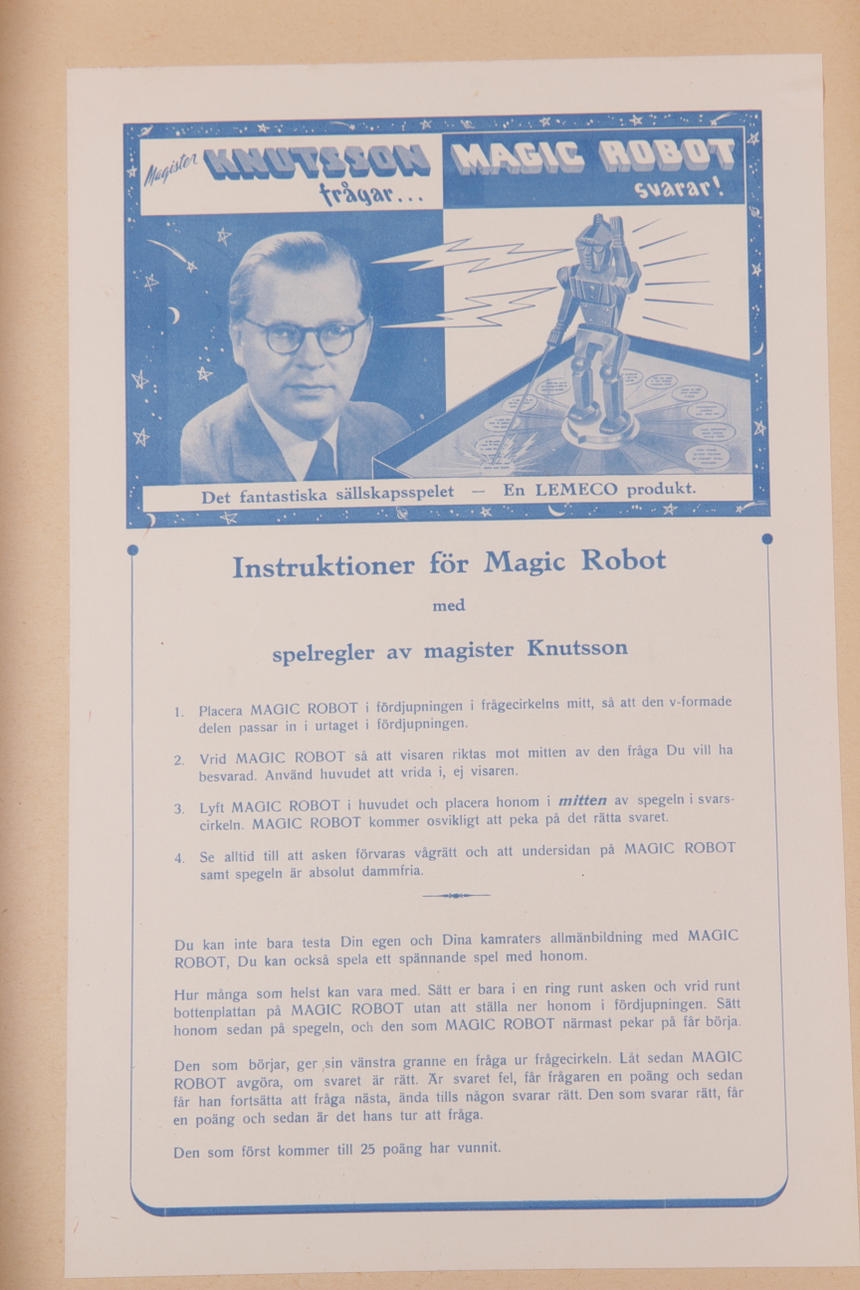 Magister KNUTSSON
frågar...
MAGIC ROBOT
svarar!
Det fantastiska sällskapsspelet — En LEMECO produkt.
Instruktioner för Magic Robot
med
spelregler av magister Knutsson
1. Placera MAGIC ROBOT i fördjupningen i frågecirkelns mitt, så att den v-formade
delen passar in i urtaget i fördjupningen.
2. Vrid MAGIC ROBOT så att visaren riktas mot mitten av den fråga Du vill ha
besvarad. Använd huvudet att vrida i, ej visaren.
3. Lyft MAGIC ROBOT i huvudet och placera honom i mitten av spegeln i svars-
cirkeln. MAGIC ROBOT kommer osvikligt att peka på det rätta svaret.
4. Se alltid till att asken förvaras vågrätt och att undersidan på MAGIC ROBOT
samt spegeln är absolut dammfria.
Du kan inte bara testa Din egen och Dina kamraters allmänbildning med MAGIC
ROBOT, Du kan också spela ett spännande spel med honom.
Hur många som helst kan vara med. Sätt er bara i en ring runt asken och vrid runt
bottenplattan på MAGIC ROBOT utan att ställa ner honom i fördjupningen. Sätt
honom sedan på spegeln, och den som MAGIC ROBOT närmast pekar på får börja.
Den som börjar, ger sin vänstra granne en fråga ur frågecirkeln. Låt sedan MAGIC
ROBOT avgöra, om svaret är rätt. Är svaret fel, får frågaren en poäng och sedan
får han fortsätta att fråga nästa, ända tills någon svarar rätt. Den som svarar rätt, får
en poäng och sedan är det hans tur att fråga.
Den som först kommer till 25 poäng har vunnit.